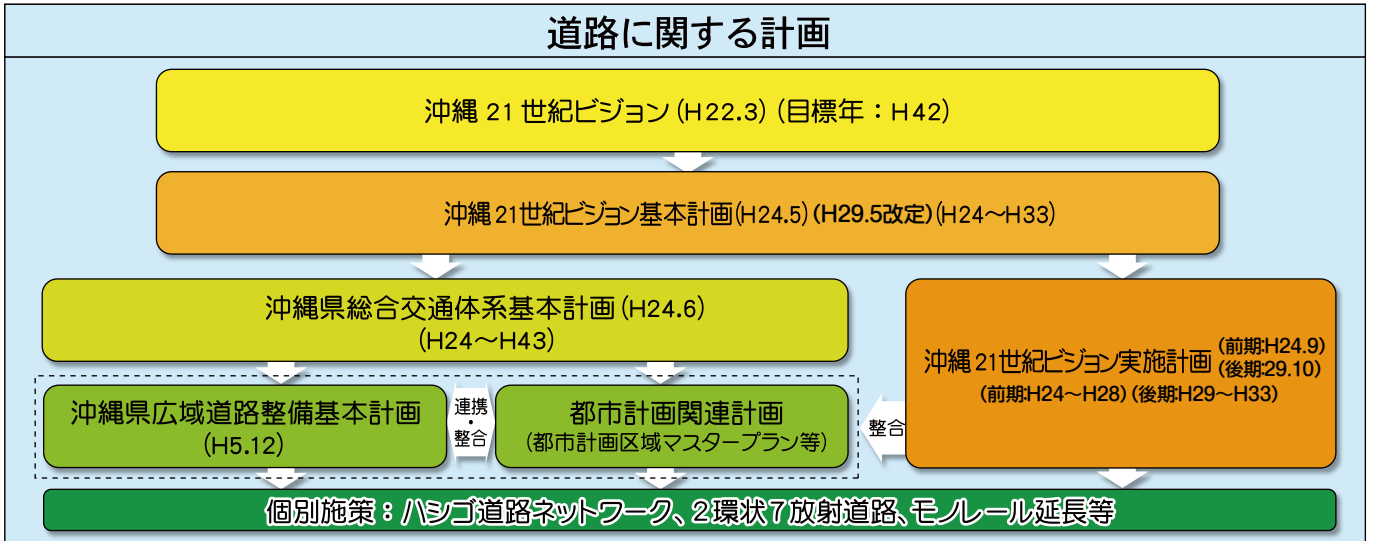 道路に関する計画
沖縄 21 世紀ビジョン(H22.3)(目標年：H42)
沖縄21世紀ビジョン基本計画(H24.5)(H29.5改定)(H24～H33)
沖縄県総合交通体系基本計画(H24.6)
(H24～H43)
沖縄21世紀ビジョン実施計画
(前期:H24.9)
(後期:29.10)
(前期:H24～H28)(後期:H29～H33)
沖縄県広域道路整備基本計画
(H5.12)
連携
・
整合
都市計画関連計画
(都市計画区域マスタープラン等)
整合
個別施策：ハシゴ道路ネットワーク、2環状7放射道路、モノレール延長等